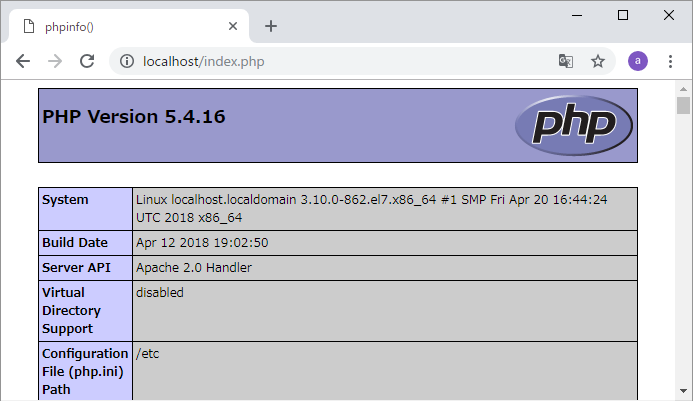 phpinfo()
localhost/index.php
a
PHP Version 5.4.16
php
System
Linux localhost.localdomain 3.10.0-862.el7.x86_64 #1 SMP Fri Apr 20 16:44:24
UTC 2018 x86_64
Build Date
Apr 12 2018 19:02:50
Server API
Apache 2.0 Handler
Virtual
Directory
Support
disabled
Configuration
File (php.ini)
Path
/etc